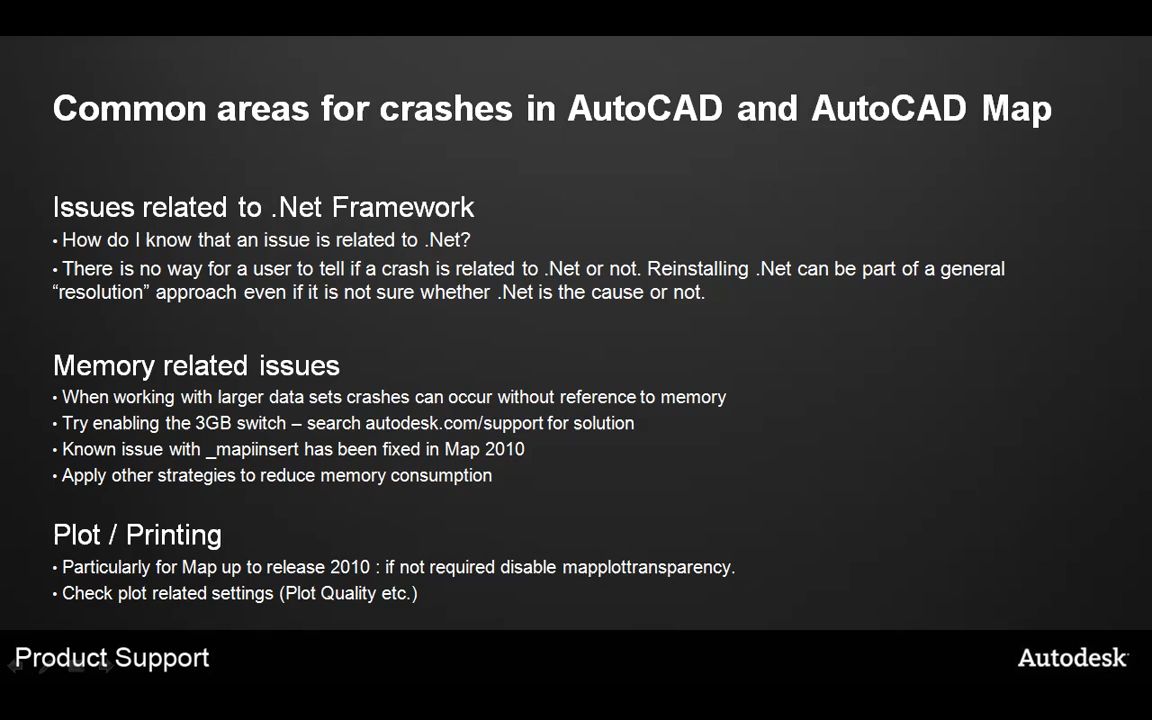 Common areas for crashes in AutoCAD and AutoCAD Map
Issues related to .Net Framework
• How do I know that an issue is related to .Net?
• There is no way for a user to tell if a crash is related to .Net or not. Reinstalling .Net can be part of a general
“resolution” approach even if it is not sure whether .Net is the cause or not.
Memory related issues
• When working with larger data sets crashes can occur without reference to memory
• Try enabling the 3GB switch – search autodesk.com/support for solution
• Known issue with _mapiinsert has been fixed in Map 2010
• Apply other strategies to reduce memory consumption
Plot / Printing
• Particularly for Map up to release 2010 : if not required disable mapplottransparency.
• Check plot related settings (Plot Quality etc.)
Product Support
Autodesk